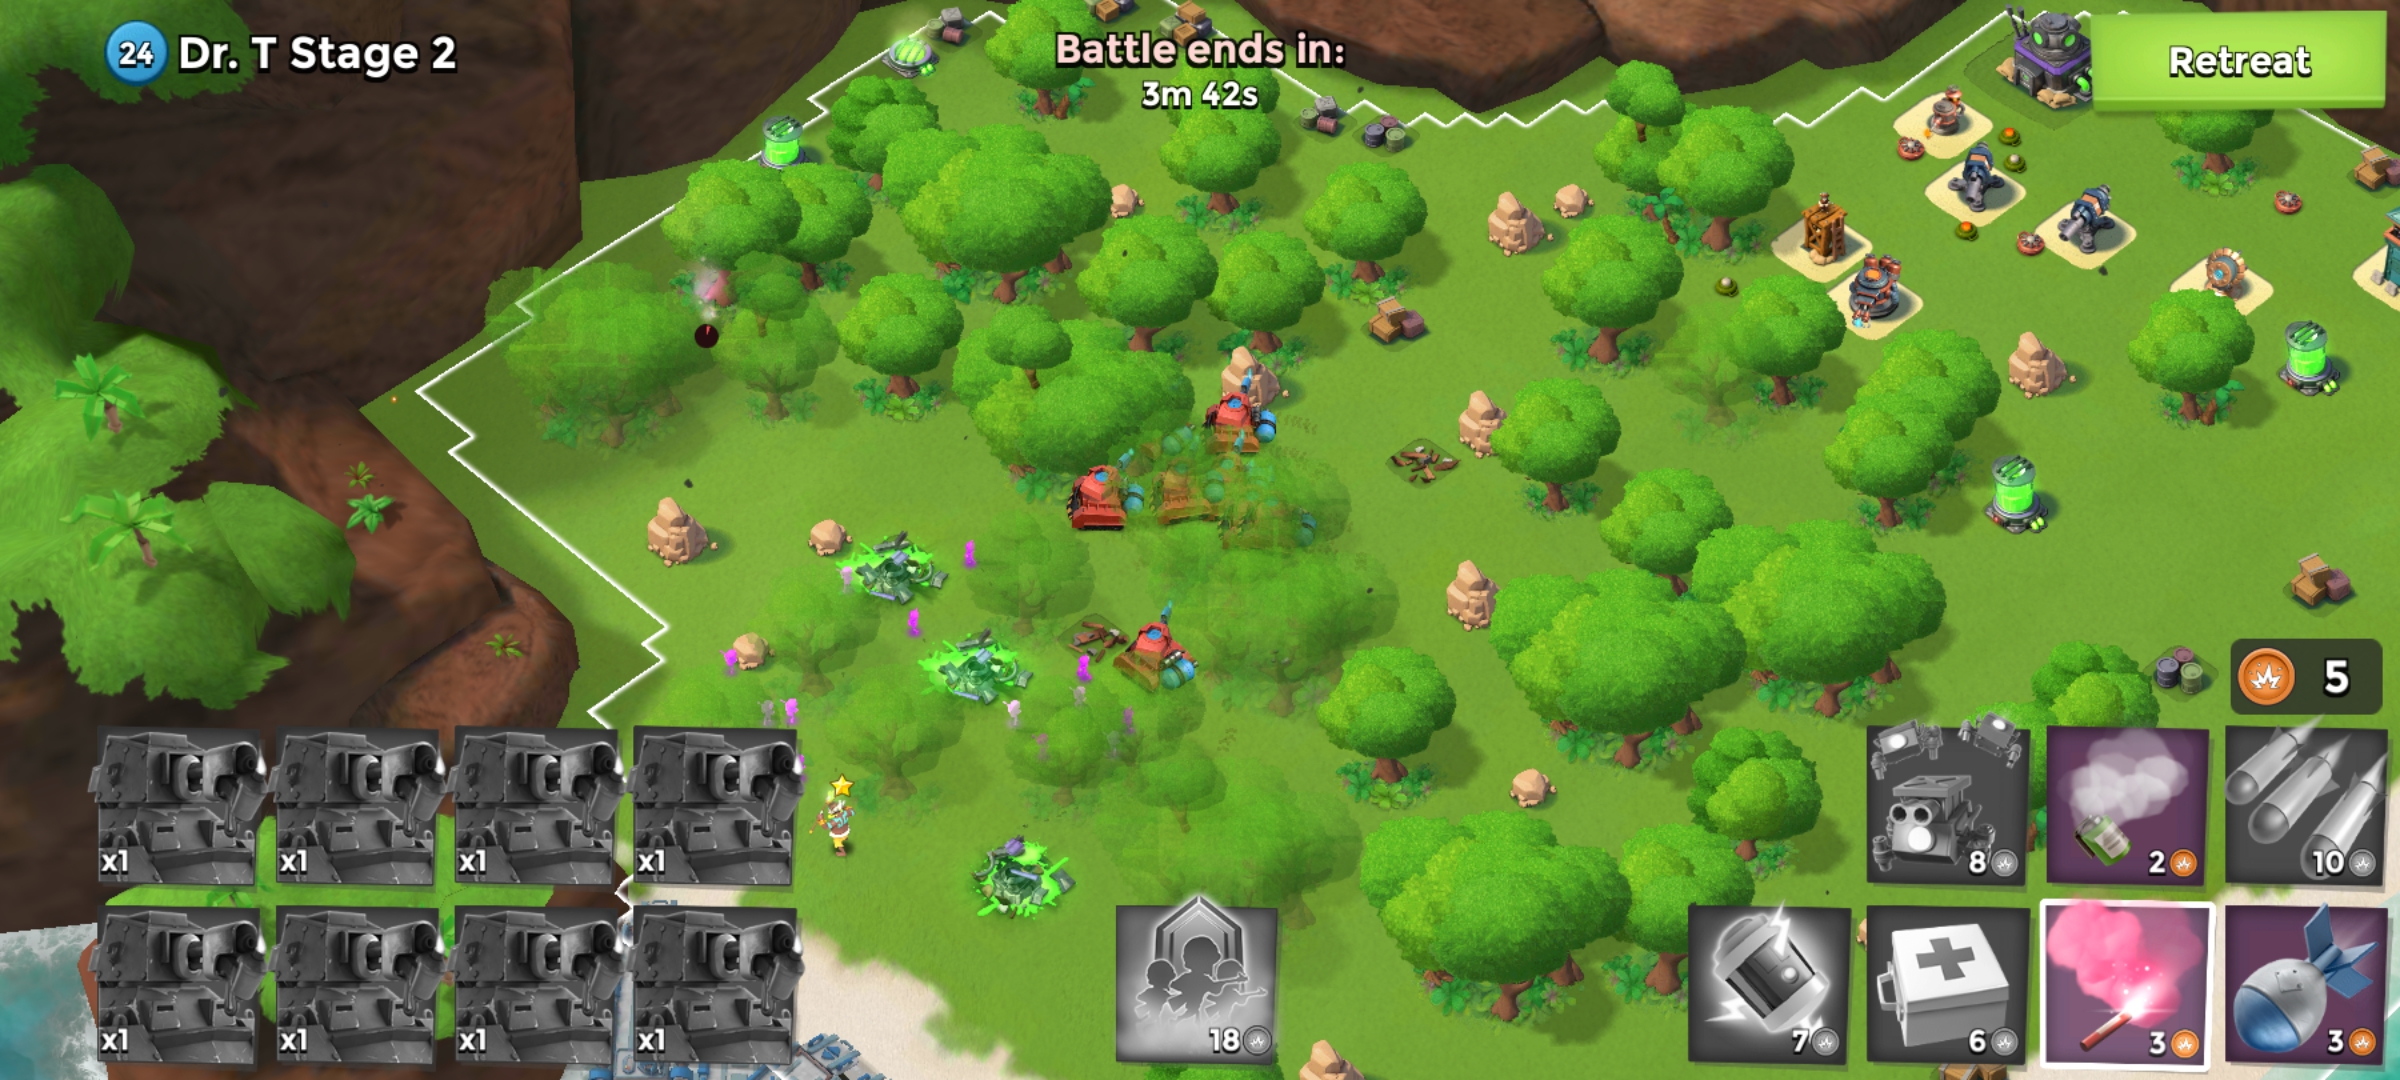 24 Dr. T Stage 2
Battle ends in:
3m 42s
Retreat
5
x1
x1
x1
x1
8
2
10
x1
x1
x1
x1
18
7
6
3
3